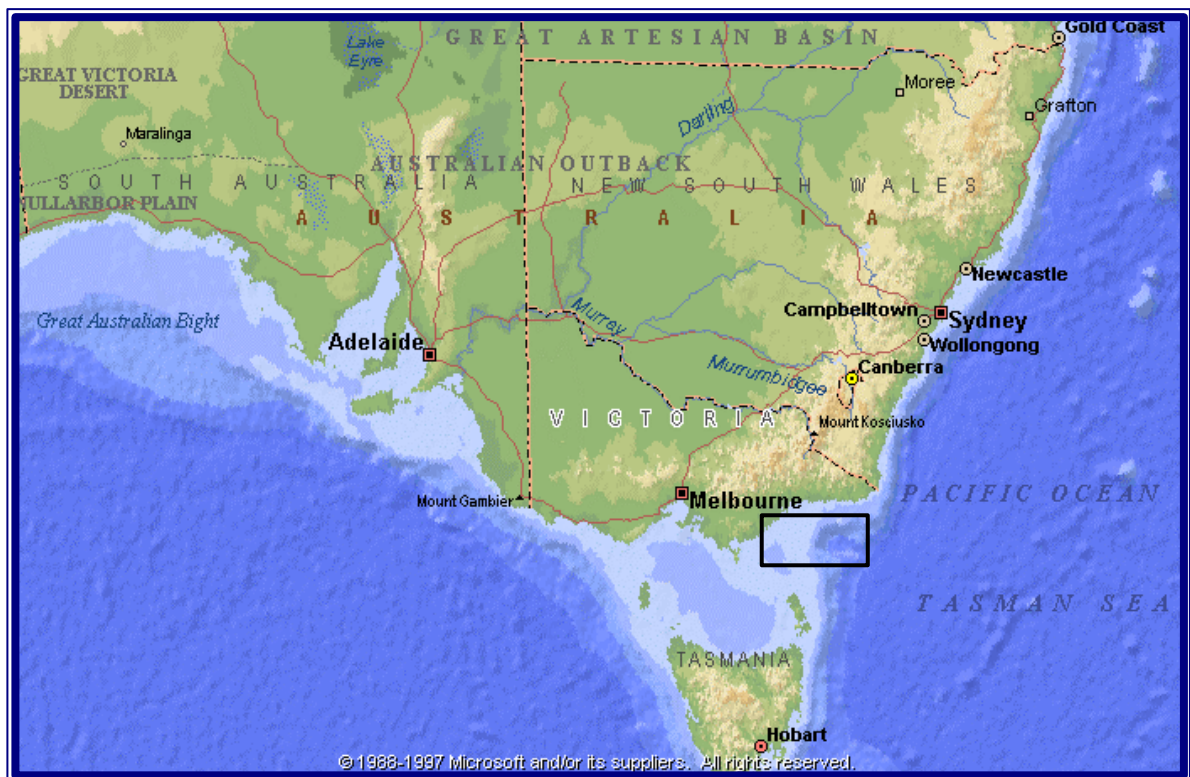 Gold Coast
Lake
Eyre
GREAT ARTESIAN BASIN
GREAT VICTORIA
DESERT
Moree
Darling
Grafton
Maralinga
AUSTRALIAN OUTBACK
SOUTH AUSTRALIA
NEW SOUTH WALES
NULLARBOR PLAIN
AUSTRALIA
Newcastle
Great Australian Bight
Murray
Campbelltown
Sydney
Adelaide
Wollongong
Murrumbidgee
Canberra
VICTORIA
Mount Kosciusko
Mount Gambier
Melbourne
PACIFIC OCEAN
TASMAN SEA
TASMANIA
Hobart
© 1988-1997 Microsoft and/or its suppliers. All rights reserved.